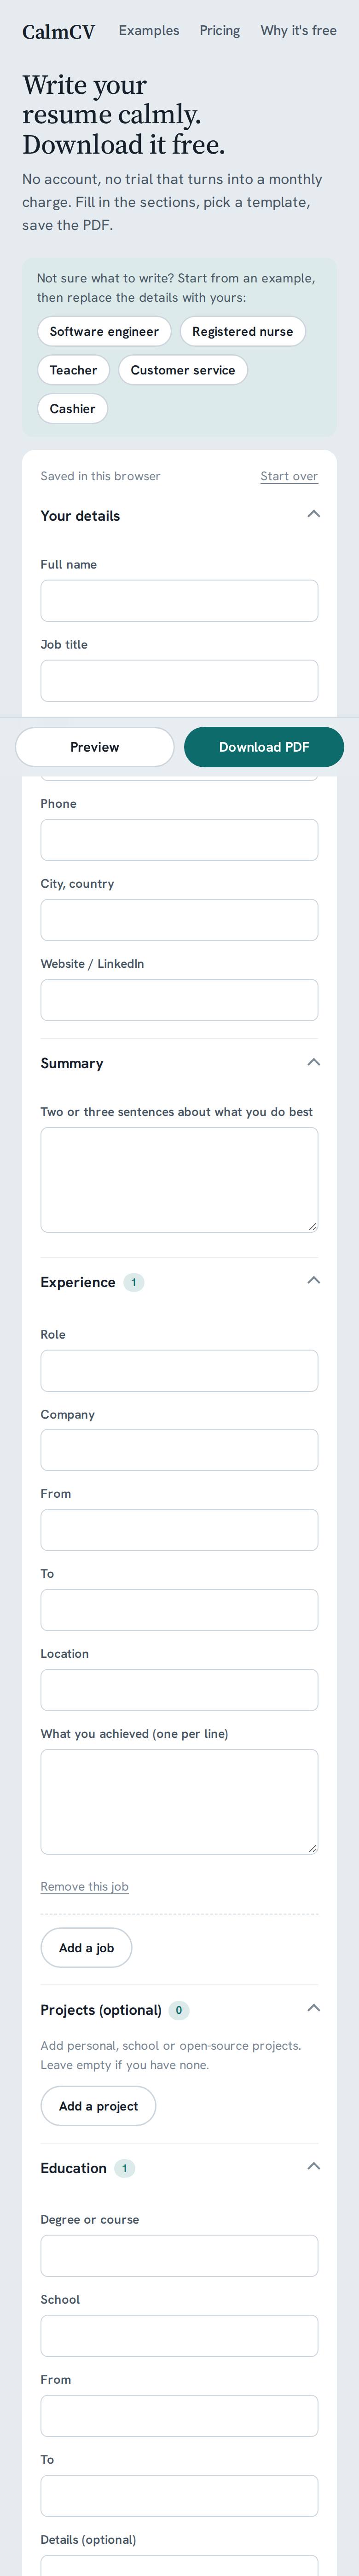 CalmCV
Examples
Pricing
Why it's free
Write your
resume calmly.
Download it free.
No account, no trial that turns into a monthly
charge. Fill in the sections, pick a template,
save the PDF.
Not sure what to write? Start from an example,
then replace the details with yours:
Software engineer
Registered nurse
Teacher
Customer service
Cashier
Saved in this browser
Start over
Your details
Full name
Job title
Preview
Download PDF
Phone
City, country
Website / LinkedIn
Summary
Two or three sentences about what you do best
Experience 1
Role
Company
From
To
Location
What you achieved (one per line)
Remove this job
Add a job
Projects (optional) 0
Add personal, school or open-source projects.
Leave empty if you have none.
Add a project
Education 1
Degree or course
School
From
To
Details (optional)